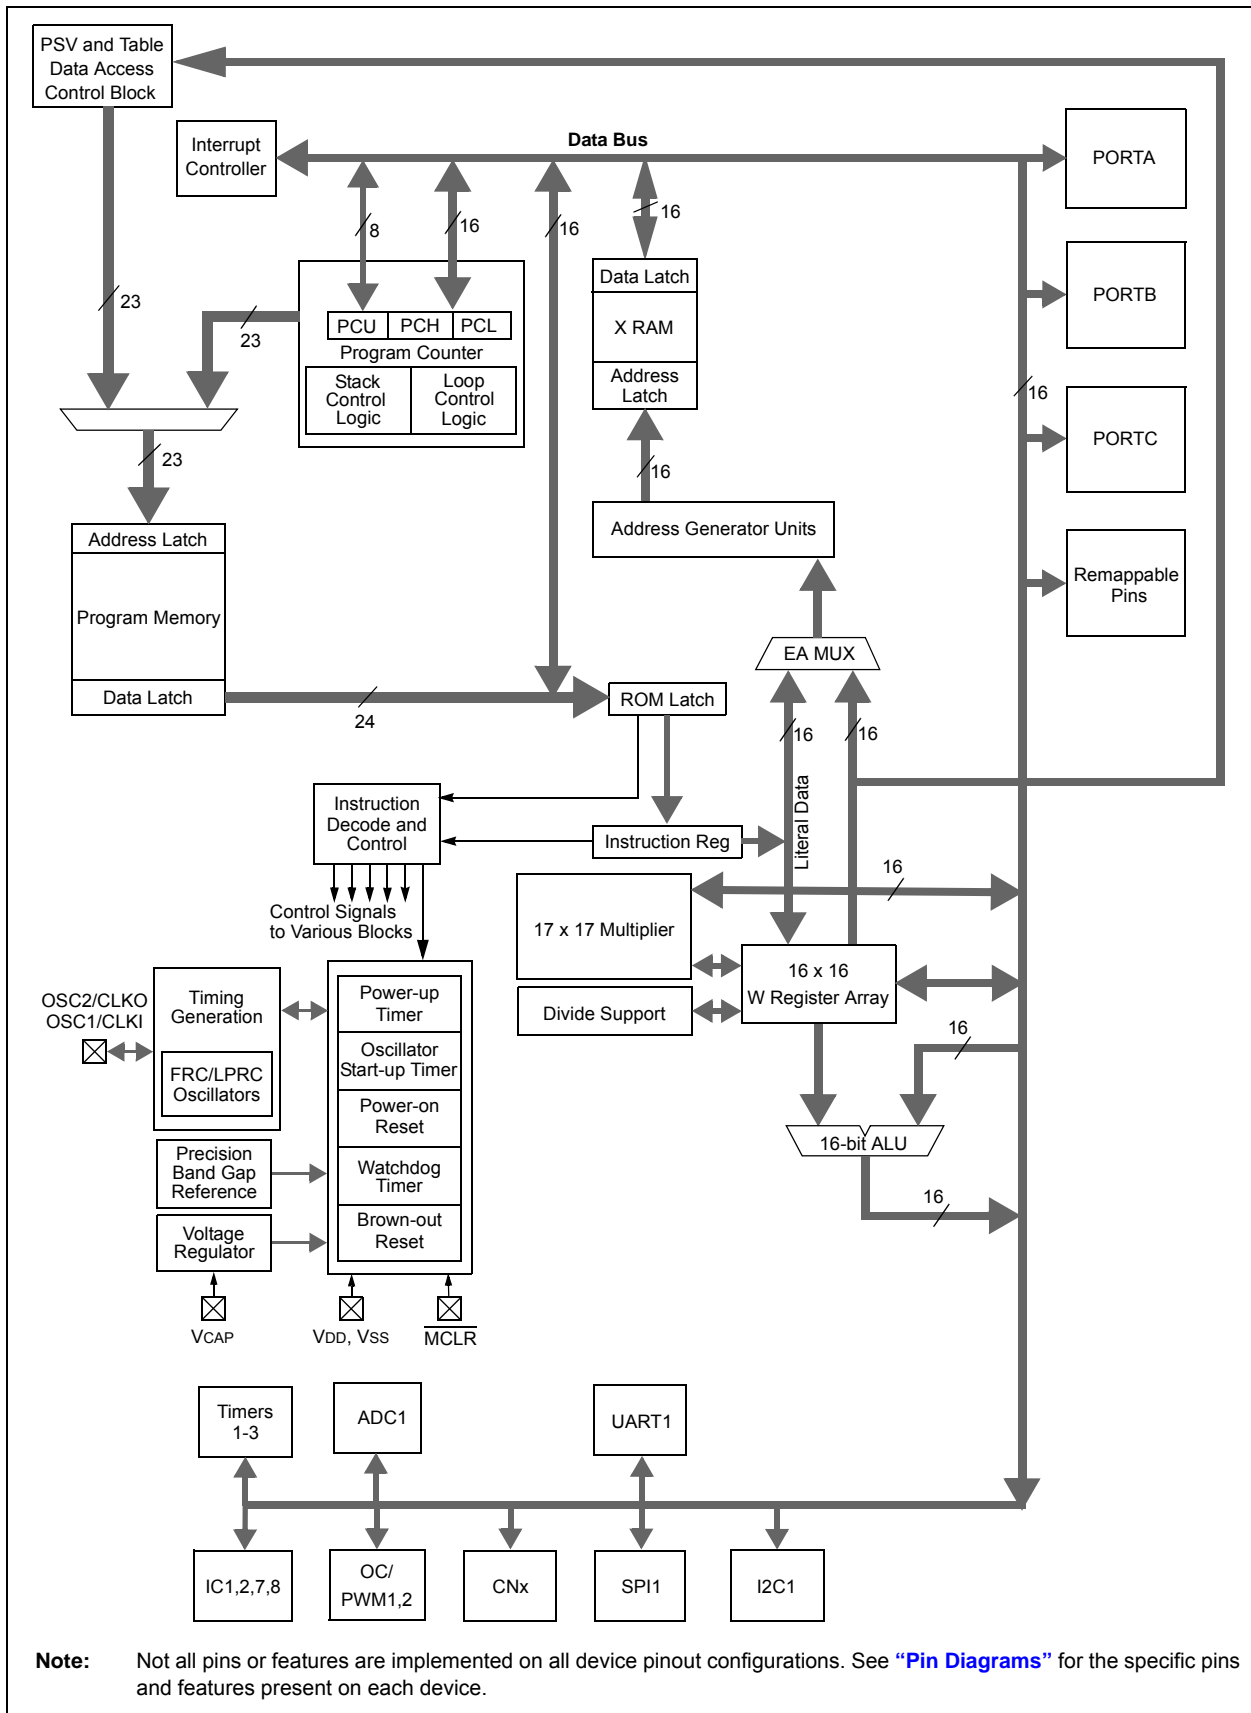 PSV and Table
Data Access
Control Block
Interrupt
Controller
Data Bus
PORTA
8
16
16
16
Data Latch
PORTB
23
23
PCU
PCH
PCL
X RAM
Program Counter
Stack
Control
Logic
Loop
Control
Logic
Address
Latch
16
PORTC
23
16
Address Latch
Address Generator Units
Remappable
Pins
Program Memory
EA MUX
Data Latch
24
ROM Latch
16
16
Literal Data
Instruction
Decode and
Control
Instruction Reg
16
Control Signals
to Various Blocks
17 x 17 Multiplier
16 x 16
W Register Array
OSC2/CLKO
OSC1/CLKI
Timing
Generation
Power-up
Timer
Divide Support
Oscillator
Start-up Timer
16
FRC/LPRC
Oscillators
Power-on
Reset
16-bit ALU
Precision
Band Gap
Reference
Watchdog
Timer
16
Voltage
Regulator
Brown-out
Reset
VCAP
VDD, VSS
MCLR
Timers
1-3
ADC1
UART1
IC1,2,7,8
OC/
PWM1,2
CNx
SPI1
I2C1
Note: Not all pins or features are implemented on all device pinout configurations. See “Pin Diagrams” for the specific pins
and features present on each device.